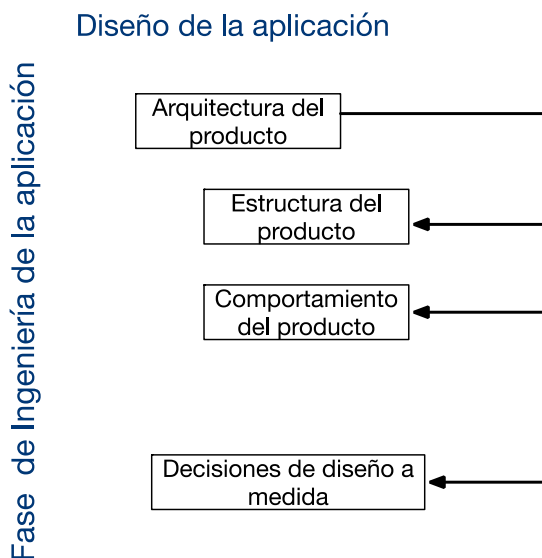 Diseño de la aplicación
Fase de Ingeniería de la aplicación
Arquitectura del
producto
Estructura del
producto
Comportamiento
del producto
Decisiones de diseño a
medida